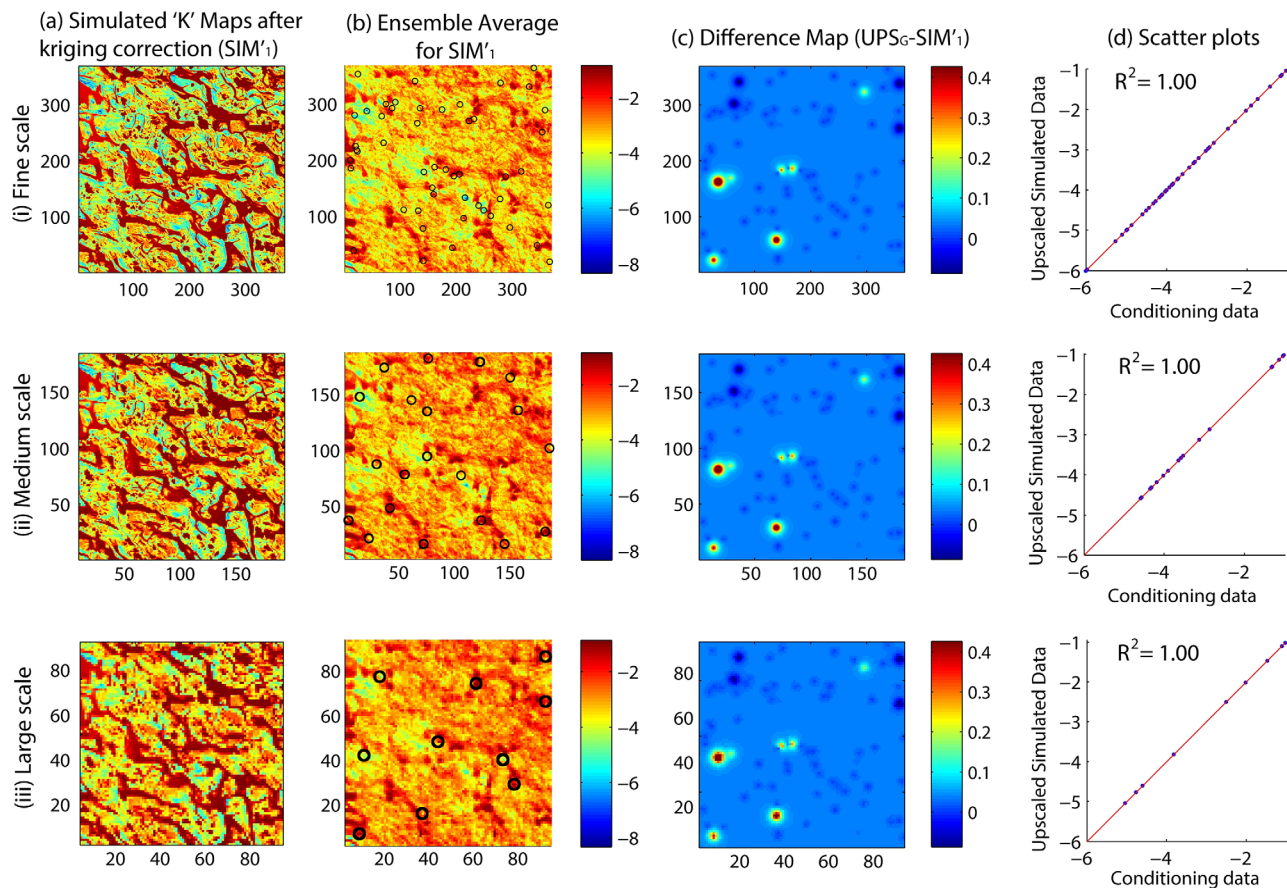 (a) Simulated ‘K’ Maps after
kriging correction (SIM’₁)
(b) Ensemble Average
for SIM’₁
(c) Difference Map (UPS_G-SIM’₁)
(d) Scatter plots
(i) Fine scale
300
200
100
100 200 300
100 200 300
−2
−4
−6
−8
300
200
100
100 200 300
0.4
0.3
0.2
0.1
0
Upscaled Simulated Data
−1
−2
−3
−4
−5
−6
R²= 1.00
−6 −4 −2
Conditioning data
(ii) Medium scale
150
100
50
50 100 150
150
100
50
50 100 150
−2
−4
−6
−8
150
100
50
50 100 150
0.4
0.3
0.2
0.1
0
Upscaled Simulated Data
−1
−2
−3
−4
−5
−6
R²= 1.00
−6 −4 −2
Conditioning data
(iii) Large scale
80
60
40
20
20 40 60 80
80
60
40
20
20 40 60 80
−2
−4
−6
−8
80
60
40
20
20 40 60 80
0.4
0.3
0.2
0.1
0
Upscaled Simulated Data
-1
−2
−3
−4
−5
−6
R²= 1.00
−6 −4 −2
Conditioning data